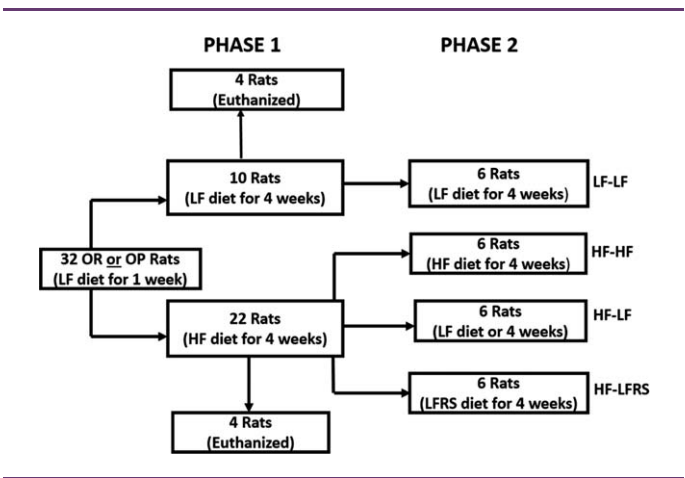 PHASE 1
PHASE 2
4 Rats
(Euthanized)
10 Rats
(LF diet for 4 weeks)
6 Rats
(LF diet for 4 weeks)
LF-LF
32 OR or OP Rats
(LF diet for 1 week)
6 Rats
(HF diet for 4 weeks)
HF-HF
22 Rats
(HF diet for 4 weeks)
6 Rats
(LF diet or 4 weeks)
HF-LF
6 Rats
(LFRS diet for 4 weeks)
HF-LFRS
4 Rats
(Euthanized)